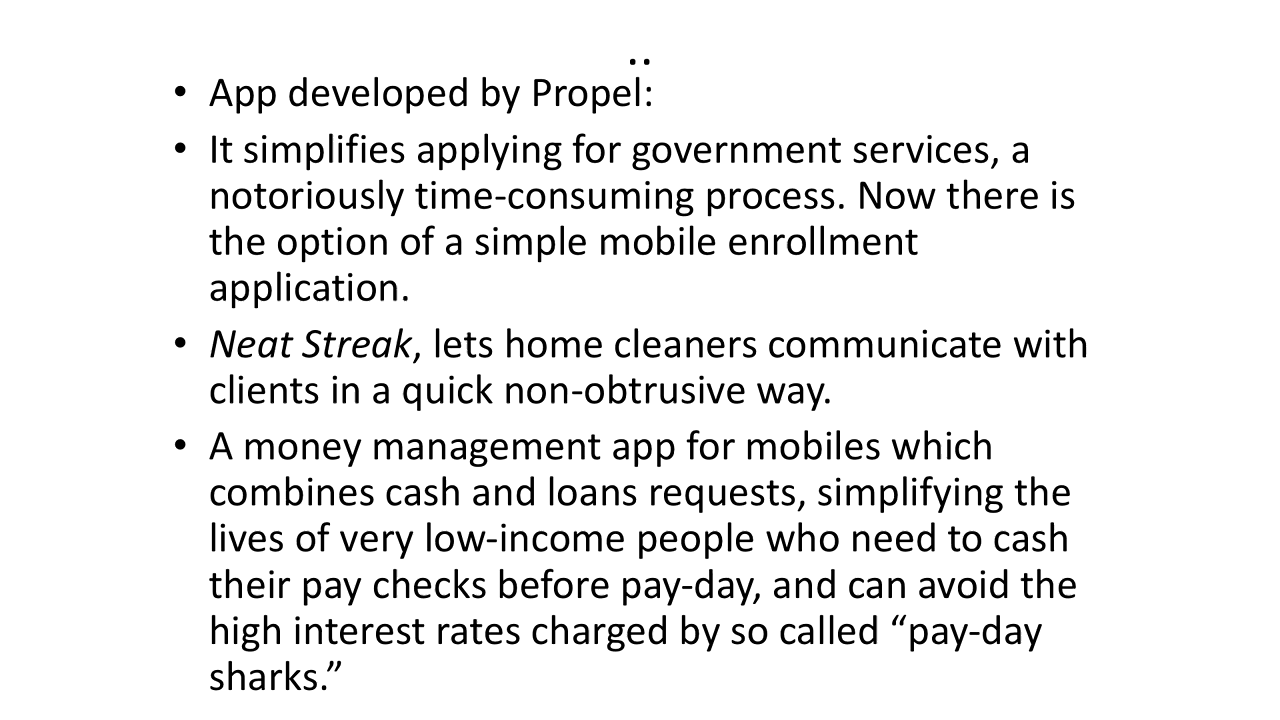 ..
• App developed by Propel:
• It simplifies applying for government services, a
notoriously time-consuming process. Now there is
the option of a simple mobile enrollment
application.
• Neat Streak, lets home cleaners communicate with
clients in a quick non-obtrusive way.
• A money management app for mobiles which
combines cash and loans requests, simplifying the
lives of very low-income people who need to cash
their pay checks before pay-day, and can avoid the
high interest rates charged by so called “pay-day
sharks.”